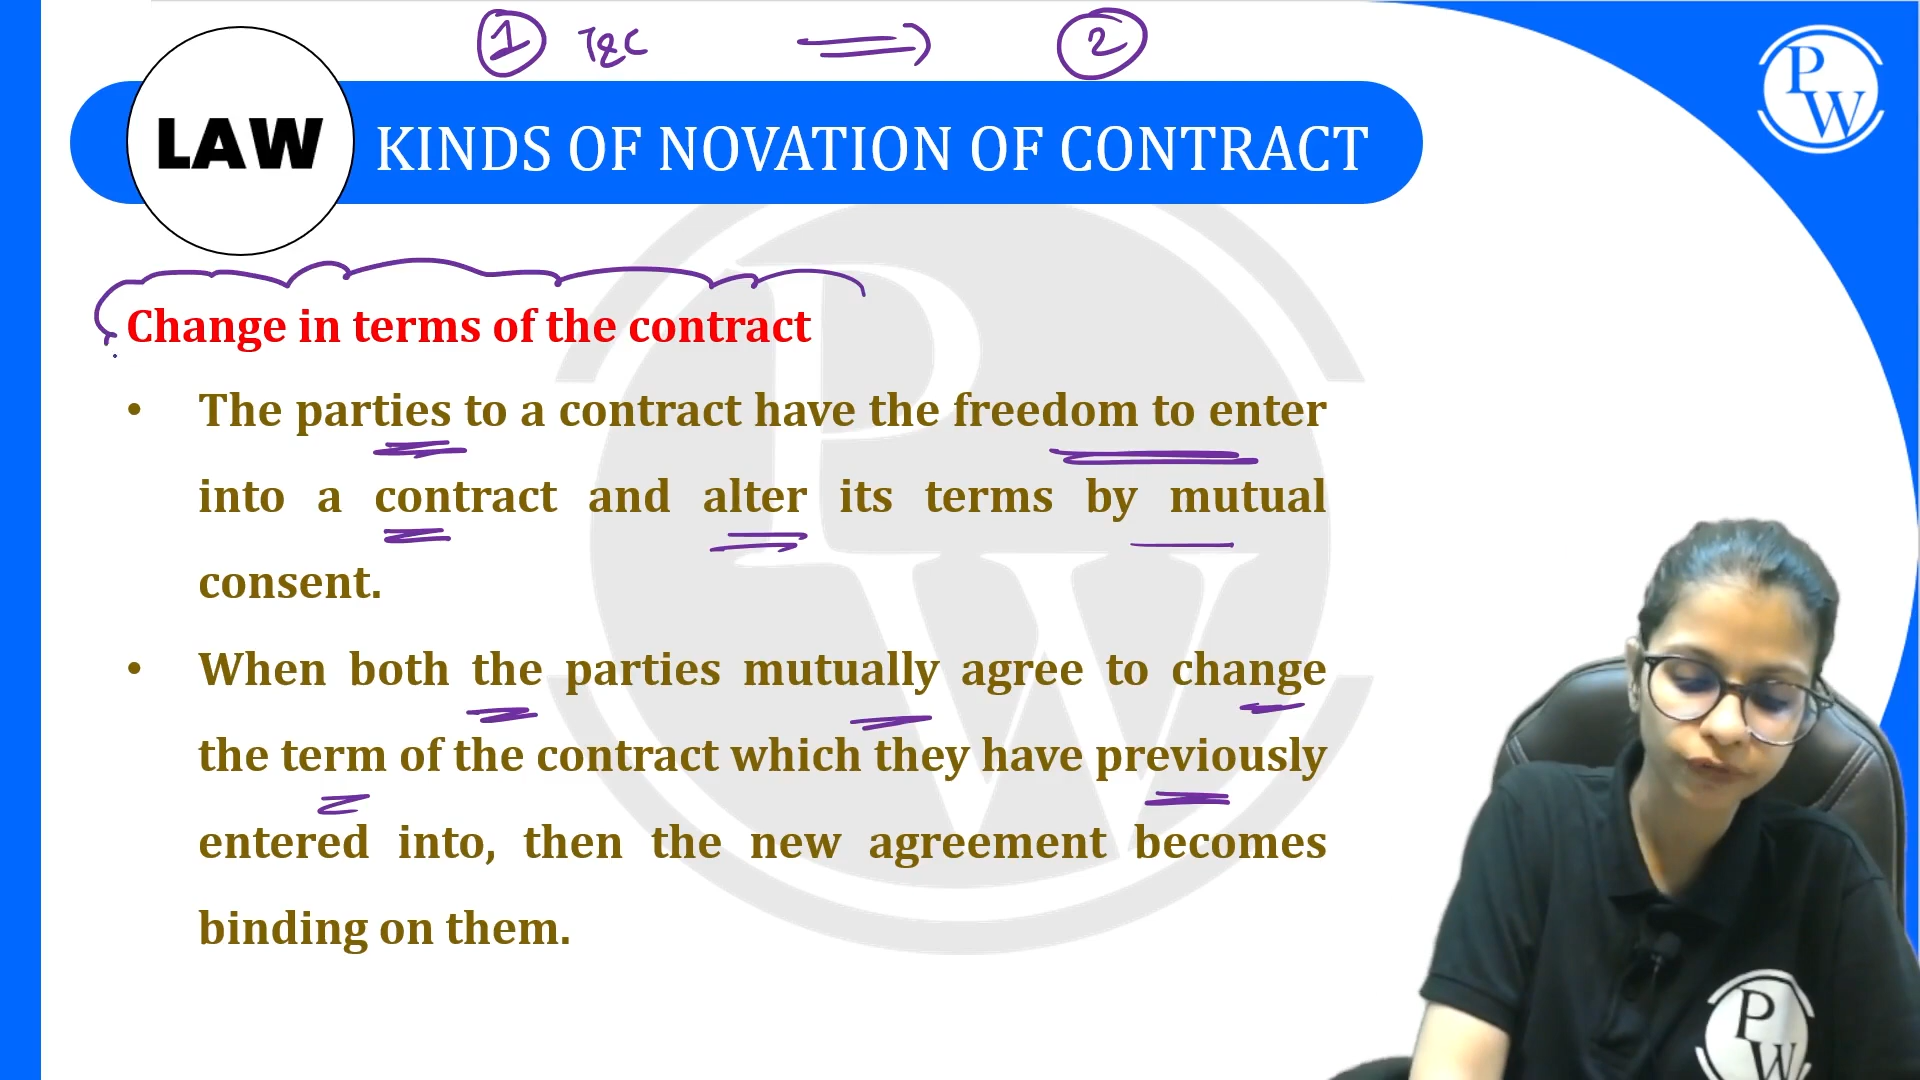 1 T&C 2
LAW
KINDS OF NOVATION OF CONTRACT
PW
Change in terms of the contract
• The parties to a contract have the freedom to enter
into a contract and alter its terms by mutual
consent.
• When both the parties mutually agree to change
the term of the contract which they have previously
entered into, then the new agreement becomes
binding on them.
PW
PW